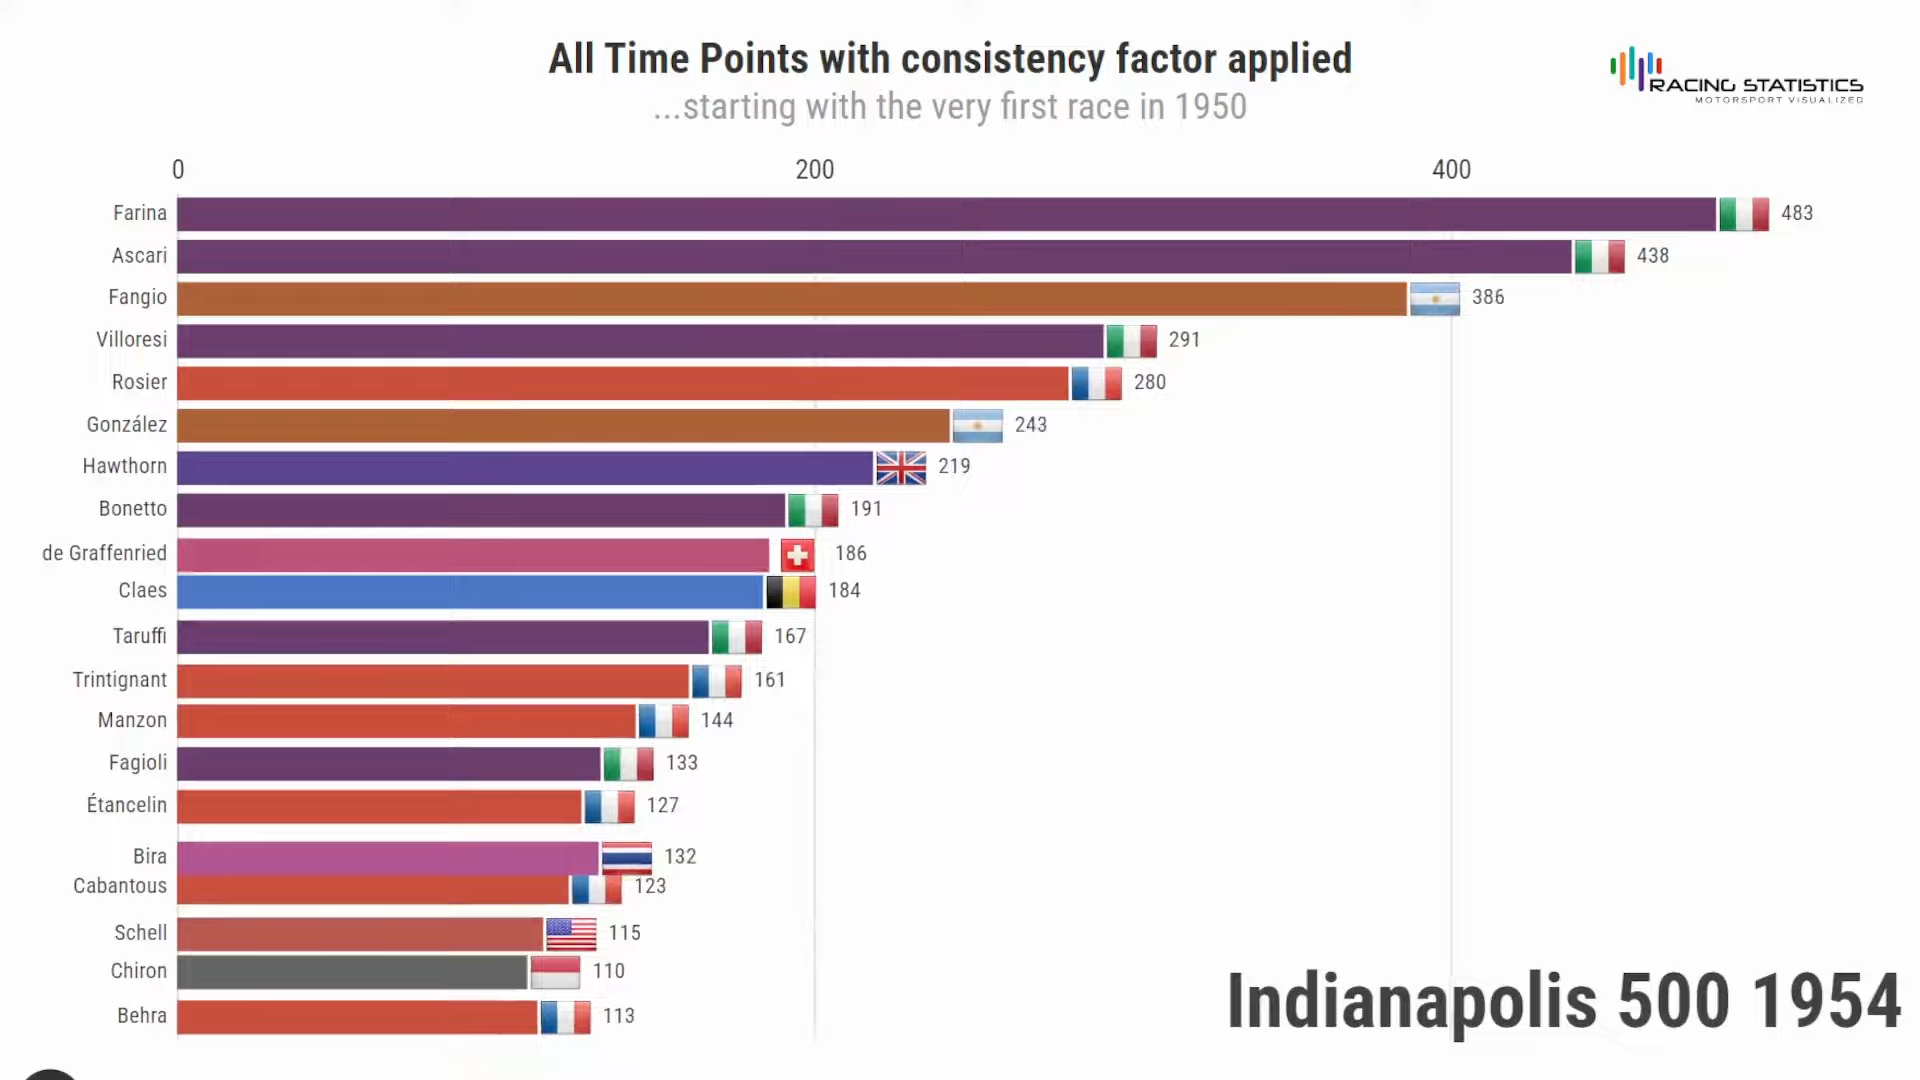 All Time Points with consistency factor applied
...starting with the very first race in 1950
RACING STATISTICS
MOTORSPORT VISUALIZED
0 200 400
Farina 483
Ascari 438
Fangio 386
Villoresi 291
Rosier 280
González 243
Hawthorn 219
Bonetto 191
de Graffenried 186
Claes 184
Taruffi 167
Trintignant 161
Manzon 144
Fagioli 133
Étancelin 127
Bira 132
Cabantous 123
Schell 115
Chiron 110
Behra 113
Indianapolis 500 1954